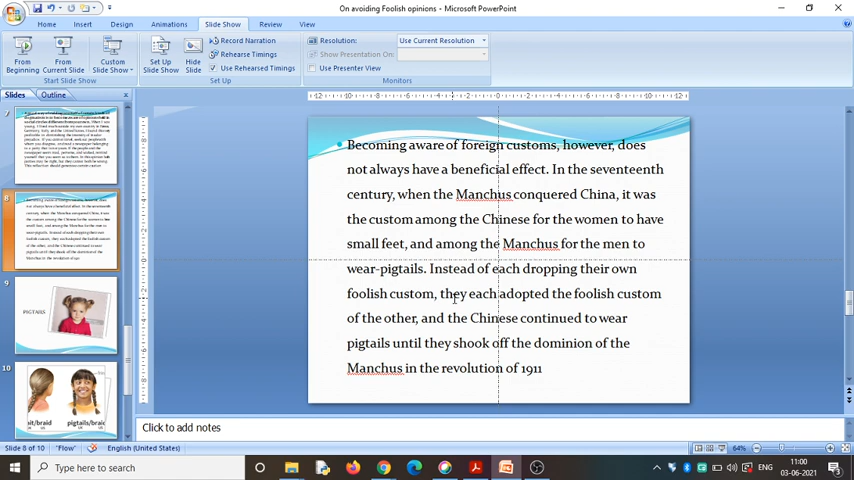 On avoiding Foolish opinions - Microsoft PowerPoint
Home Insert Design Animations Slide Show Review View
From Beginning
From Current Slide
Custom Slide Show
Start Slide Show
Set Up Slide Show
Hide Slide
Record Narration
Rehearse Timings
Use Rehearsed Timings
Set Up
Resolution: Use Current Resolution
Show Presentation On:
Use Presenter View
Monitors
Slides Outline
7
8
9
PIGTAILS
10
pigtails/braids
Becoming aware of foreign customs, however, does
not always have a beneficial effect. In the seventeenth
century, when the Manchus conquered China, it was
the custom among the Chinese for the women to have
small feet, and among the Manchus for the men to
wear-pigtails. Instead of each dropping their own
foolish custom, they each adopted the foolish custom
of the other, and the Chinese continued to wear
pigtails until they shook off the dominion of the
Manchus in the revolution of 1911
Click to add notes
Slide 8 of 10 "Flow" English (United States) 64%
Type here to search
ENG
11:00
03-06-2021